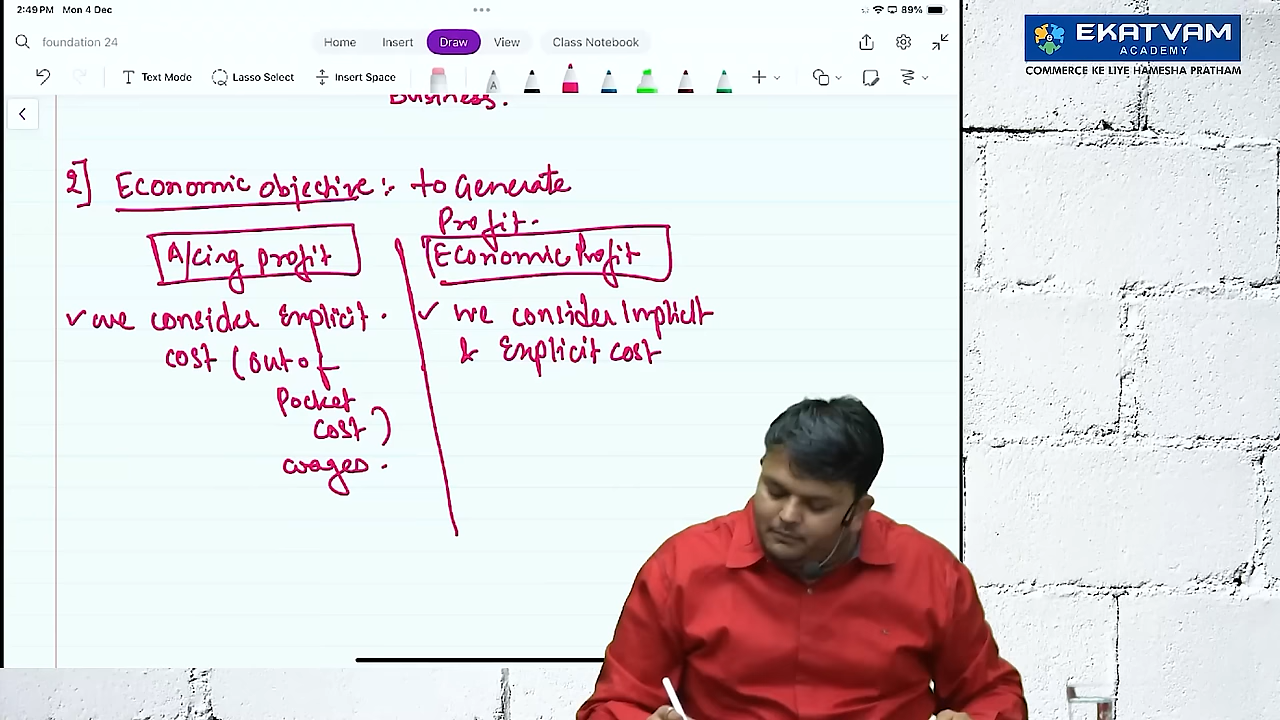 2:49 PM Mon 4 Dec
89%
foundation 24
Home Insert Draw View Class Notebook
Text Mode Lasso Select Insert Space
EKATVAM
ACADEMY
COMMERCE KE LIYE HAMESHA PRATHAM
Business.
2] Economic objective :- to Generate
Profit.
A/cing profit
Economic Profit
✓ we consider Explicit.
cost (out of
Pocket
cost)
wages.
✓ we consider Implicit
& Explicit cost